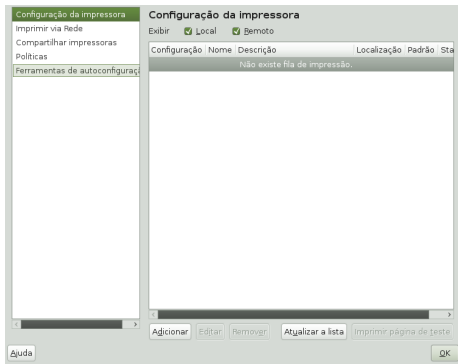 Configuração da impressora
Imprimir via Rede
Compartilhar impressoras
Políticas
Ferramentas de autoconfiguraç
Configuração da impressora
Exibir Local Remoto
Configuração Nome Descrição Localização Padrão Sta
Não existe fila de impressão.
Adicionar Editar Remover Atualizar a lista Imprimir página de teste
Ajuda OK